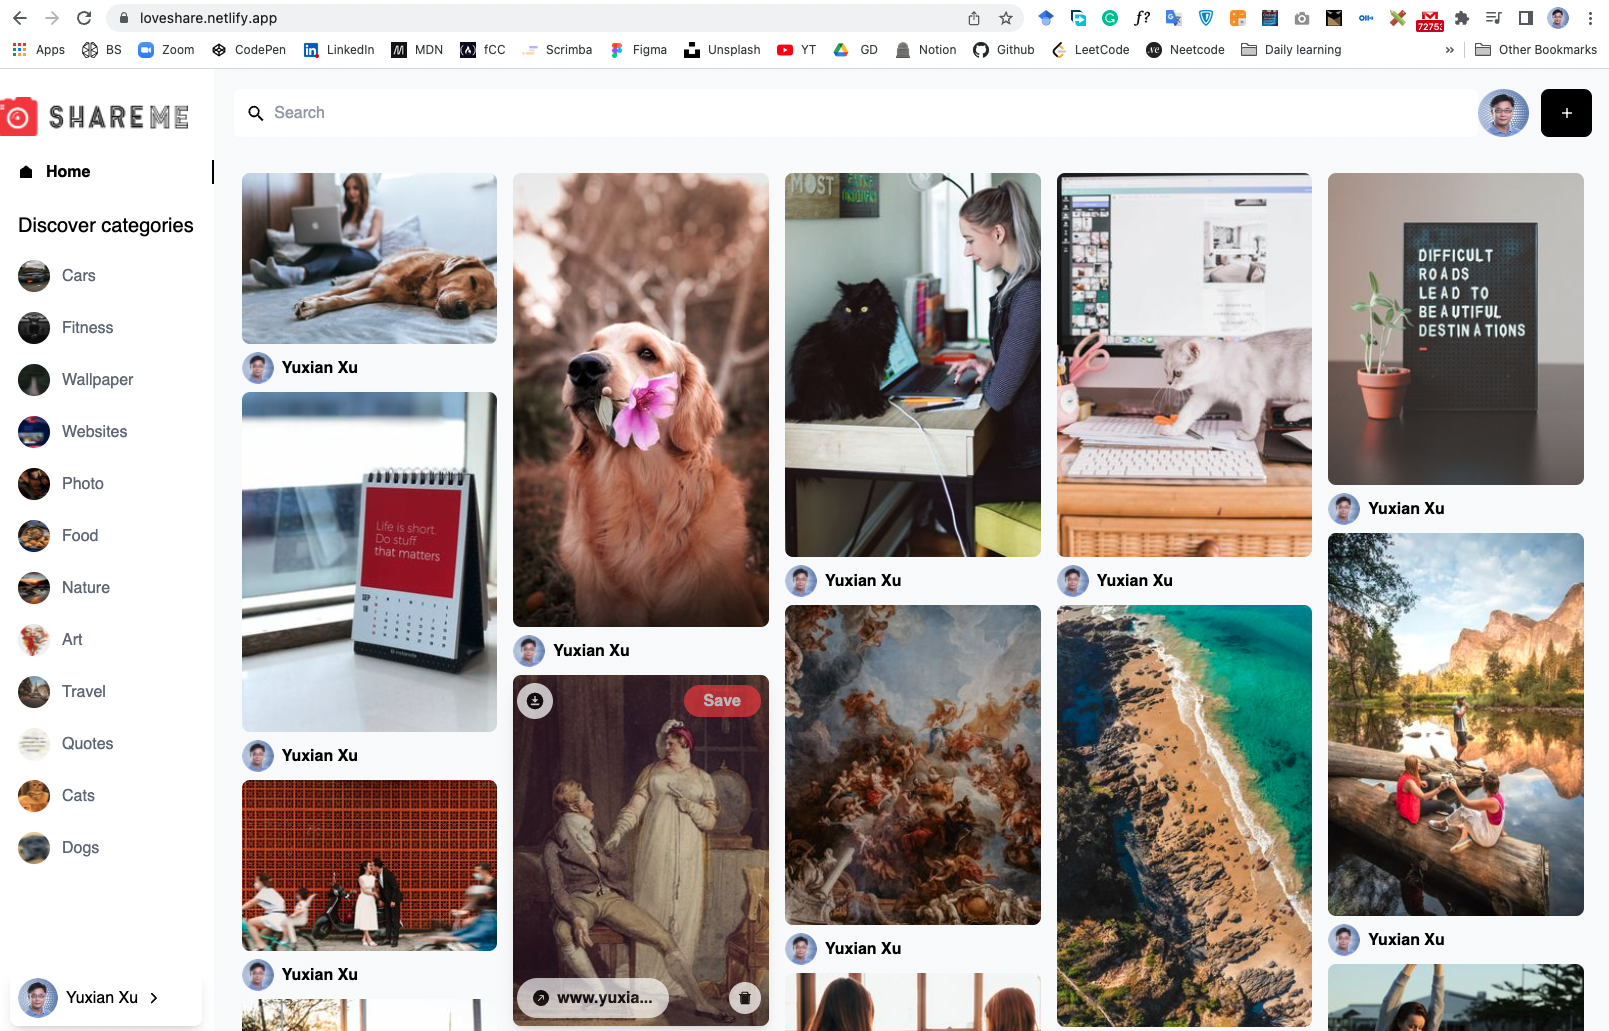 loveshare.netlify.app
72753
Apps
BS
Zoom
CodePen
LinkedIn
MDN
fCC
Scrimba
Figma
Unsplash
YT
GD
Notion
Github
LeetCode
Neetcode
Daily learning
»
Other Bookmarks
SHAREME
Search
+
Home
Discover categories
Cars
Fitness
Wallpaper
Websites
Photo
Food
Nature
Art
Travel
Quotes
Cats
Dogs
Yuxian Xu
Yuxian Xu
Life is short.
Do stuff
that matters
SEP
Yuxian Xu
Yuxian Xu
Yuxian Xu
Save
www.yuxia...
MOST
Yuxian Xu
Yuxian Xu
Yuxian Xu
DIFFICULT
ROADS
LEAD TO
BEAUTIFUL
DESTINATIONS
Yuxian Xu
Yuxian Xu